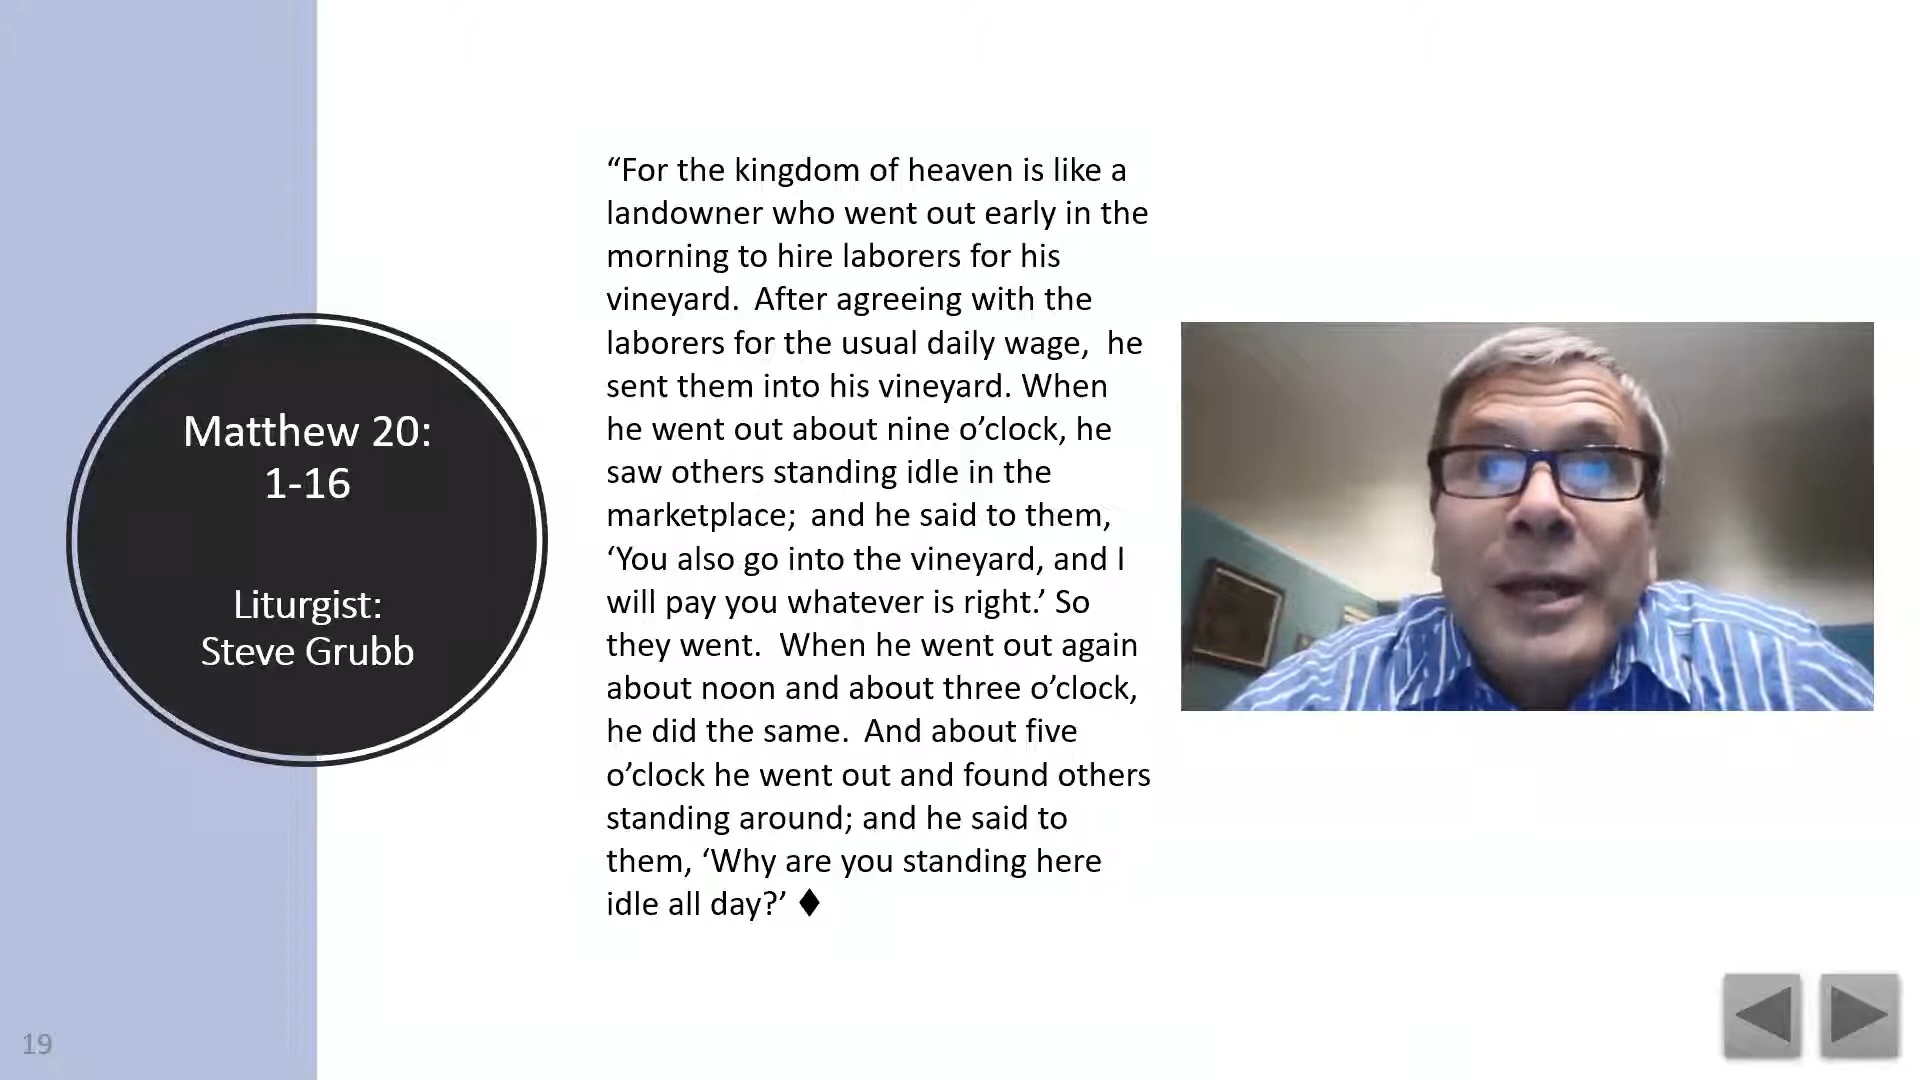 Matthew 20:
1-16
Liturgist:
Steve Grubb
“For the kingdom of heaven is like a
landowner who went out early in the
morning to hire laborers for his
vineyard.  After agreeing with the
laborers for the usual daily wage,  he
sent them into his vineyard. When
he went out about nine o’clock, he
saw others standing idle in the
marketplace;  and he said to them,
‘You also go into the vineyard, and I
will pay you whatever is right.’ So
they went.  When he went out again
about noon and about three o’clock,
he did the same.  And about five
o’clock he went out and found others
standing around; and he said to
them, ‘Why are you standing here
idle all day?’ ♦
19